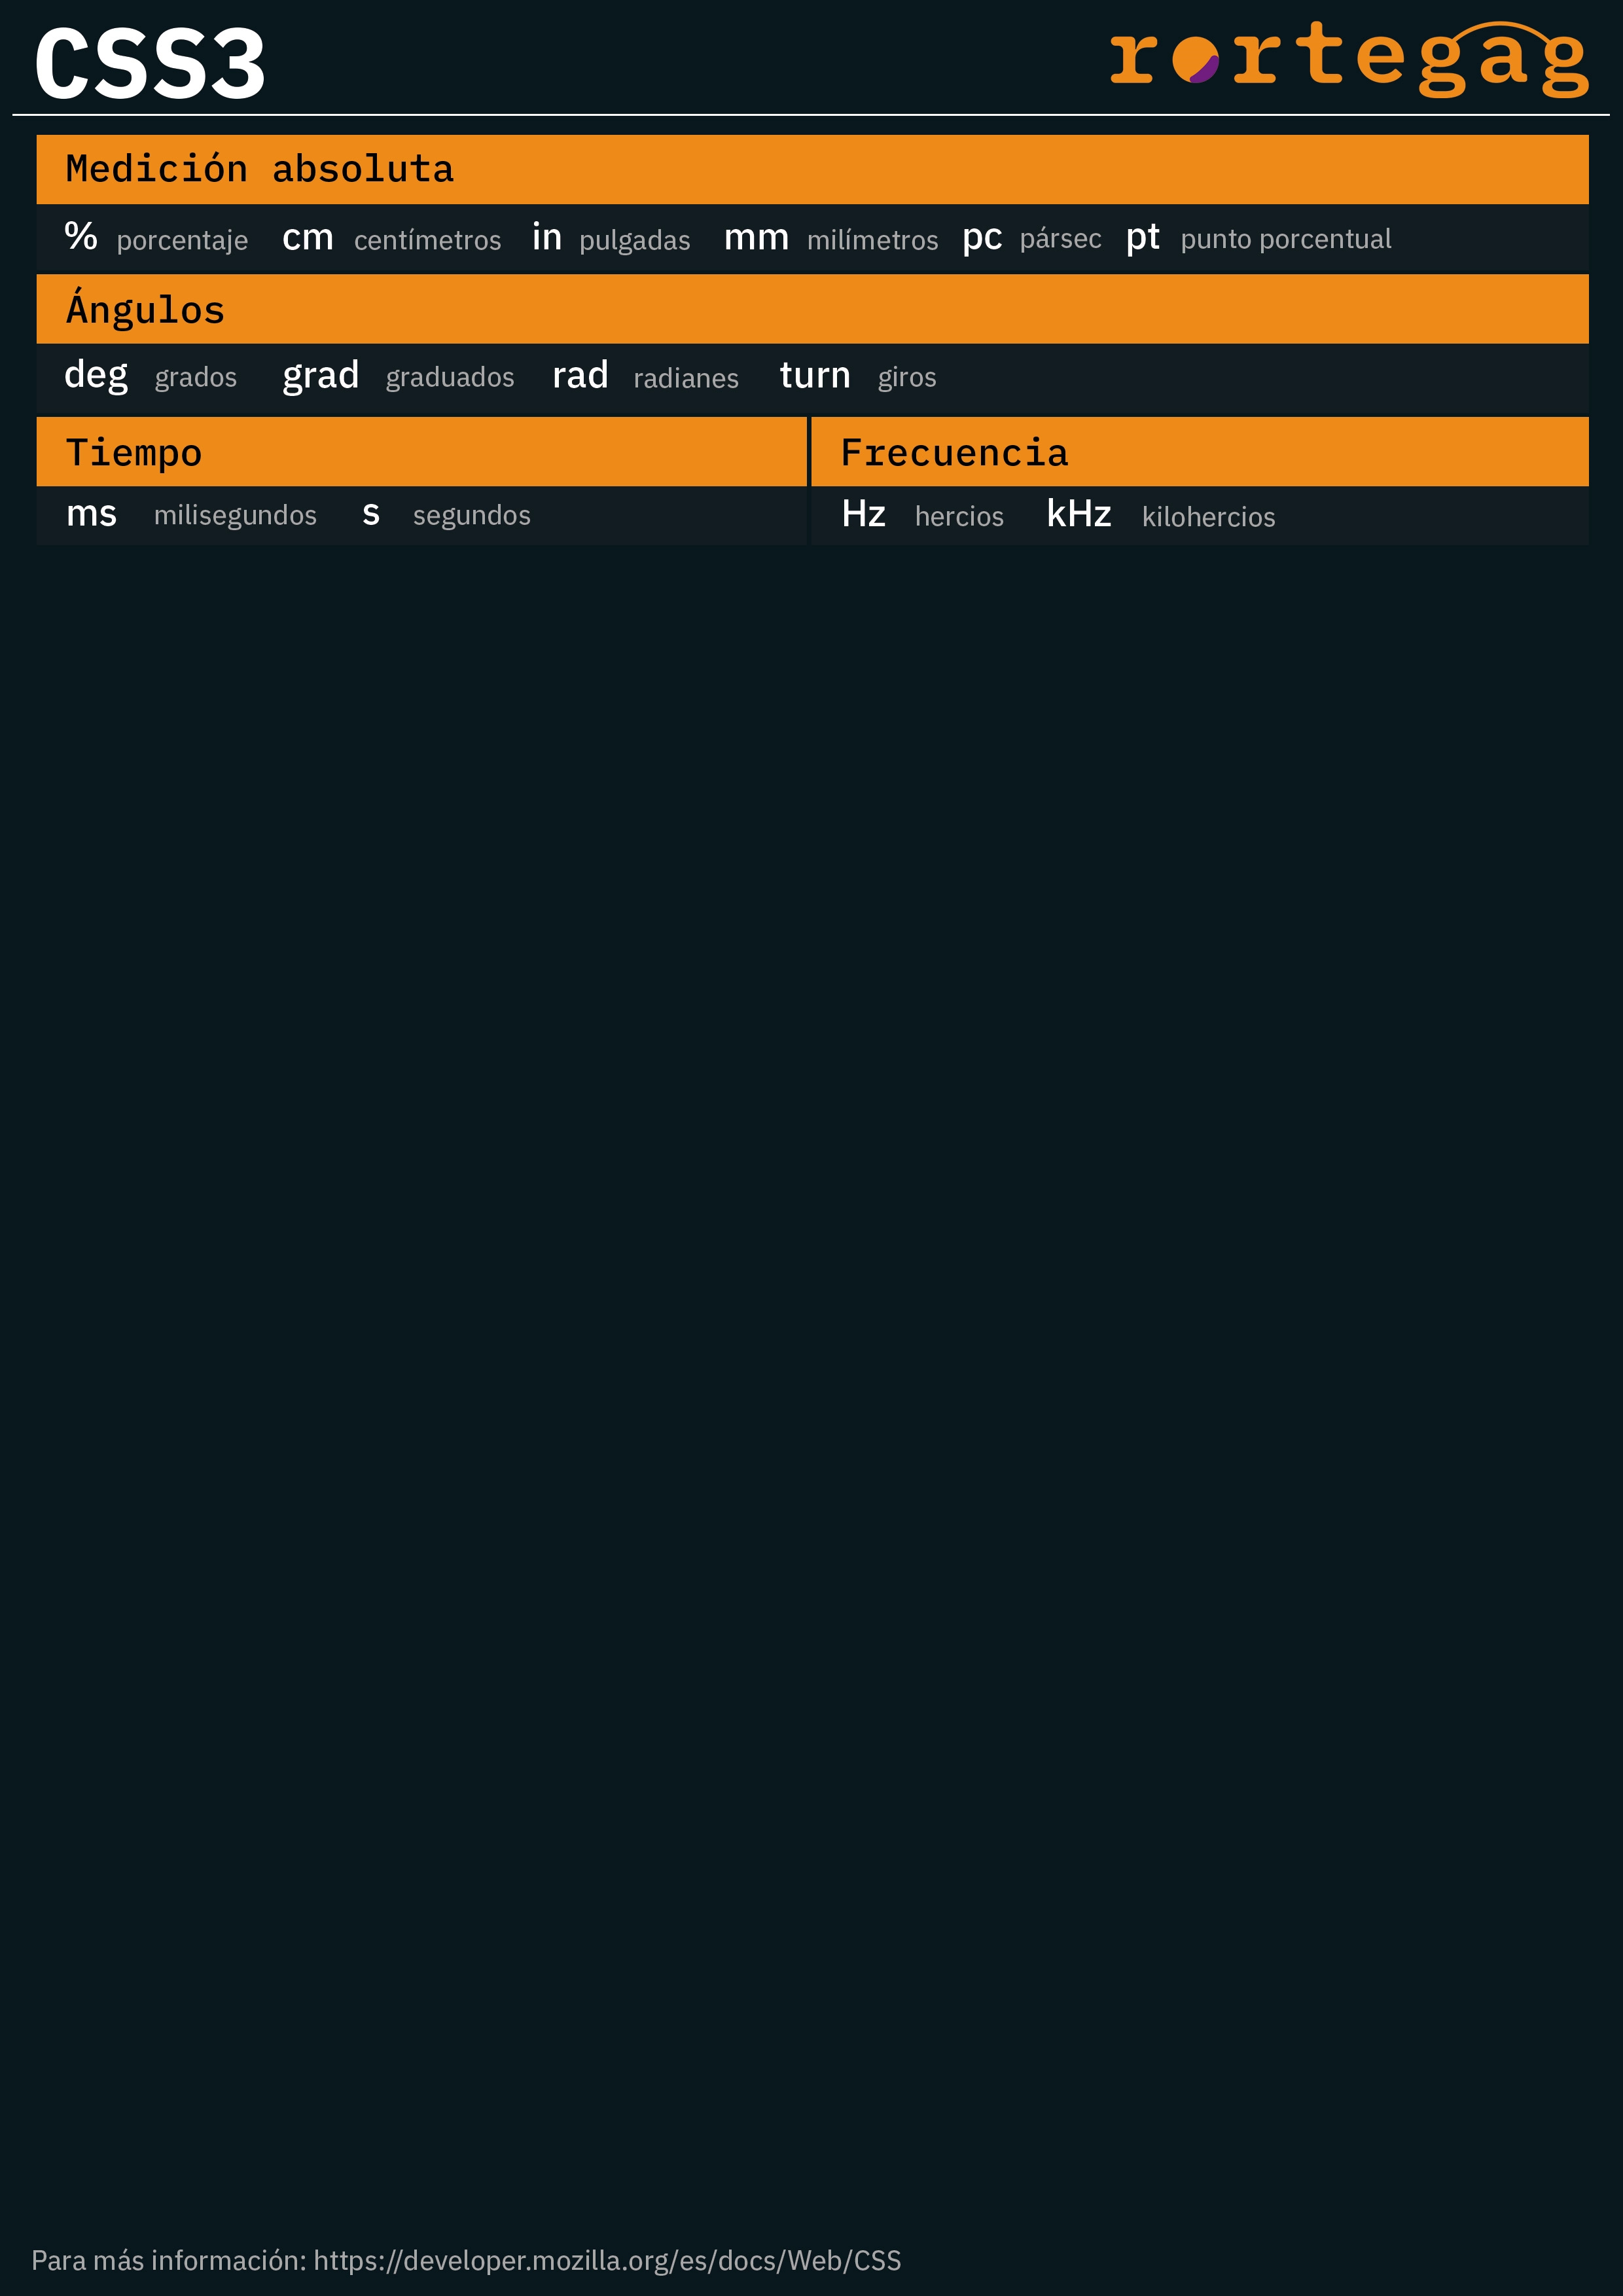 CSS3
rortegag
Medición absoluta
% porcentaje cm centímetros in pulgadas mm milímetros pc pársec pt punto porcentual
Ángulos
deg grados grad graduados rad radianes turn giros
Tiempo
ms milisegundos s segundos
Frecuencia
Hz hercios kHz kilohercios
Para más información: https://developer.mozilla.org/es/docs/Web/CSS